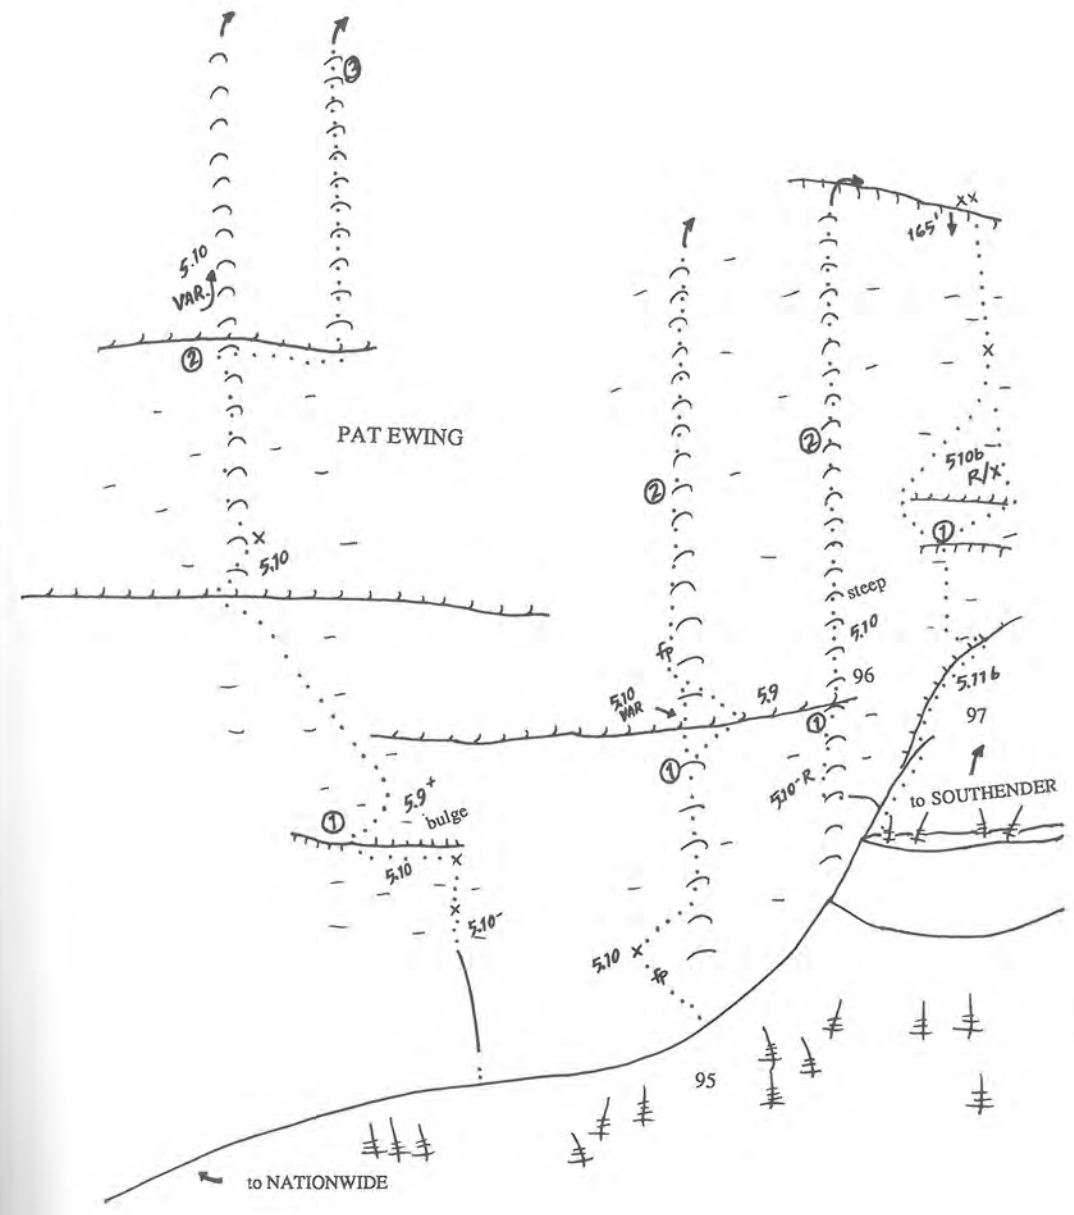 3
5.10
VAR.
165'
xx
2
PAT EWING
2
510b
R/X
2
x
5.10
1
steep
5.10
fp
96
5.9
5.11b
5.10
VAR
97
1
1
5.10- R
to SOUTHENDER
5.9+
bulge
1
5.10
x
x
5.10-
5.10 x
fp
95
to NATIONWIDE